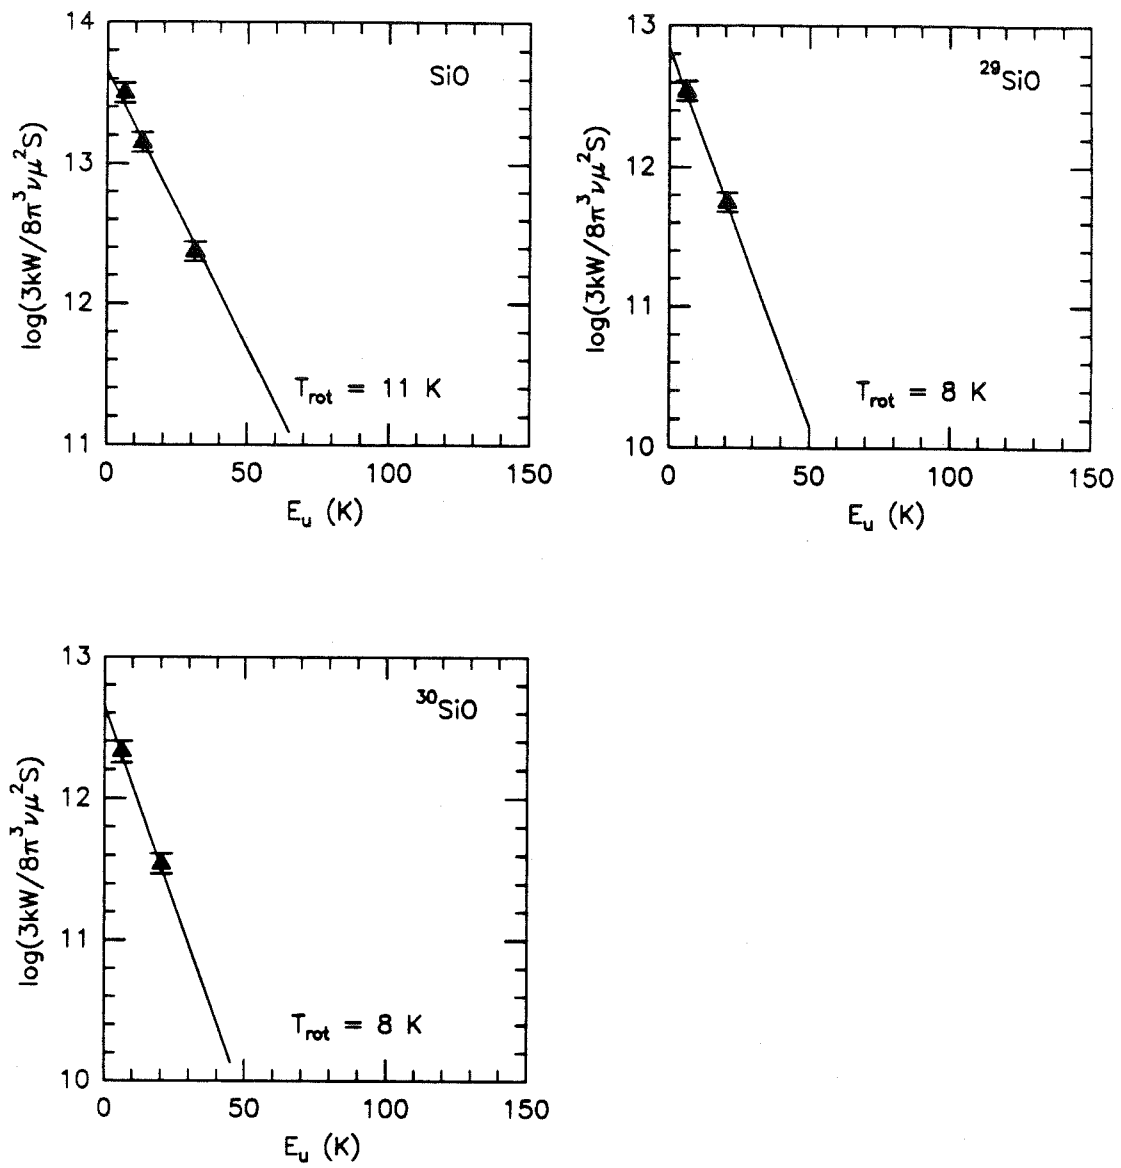 SiO
14
13
12
11
log(3kW/8π³νμ²S)
T_rot = 11 K
0 50 100 150
E_u (K)
²⁹SiO
13
12
11
10
log(3kW/8π³νμ²S)
T_rot = 8 K
0 50 100 150
E_u (K)
³⁰SiO
13
12
11
10
log(3kW/8π³νμ²S)
T_rot = 8 K
0 50 100 150
E_u (K)